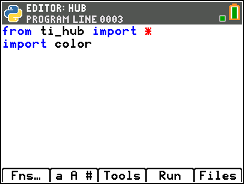 EDITOR: HUB
PROGRAM LINE 0003
from ti_hub import *
import color
Fns… a A # Tools Run Files